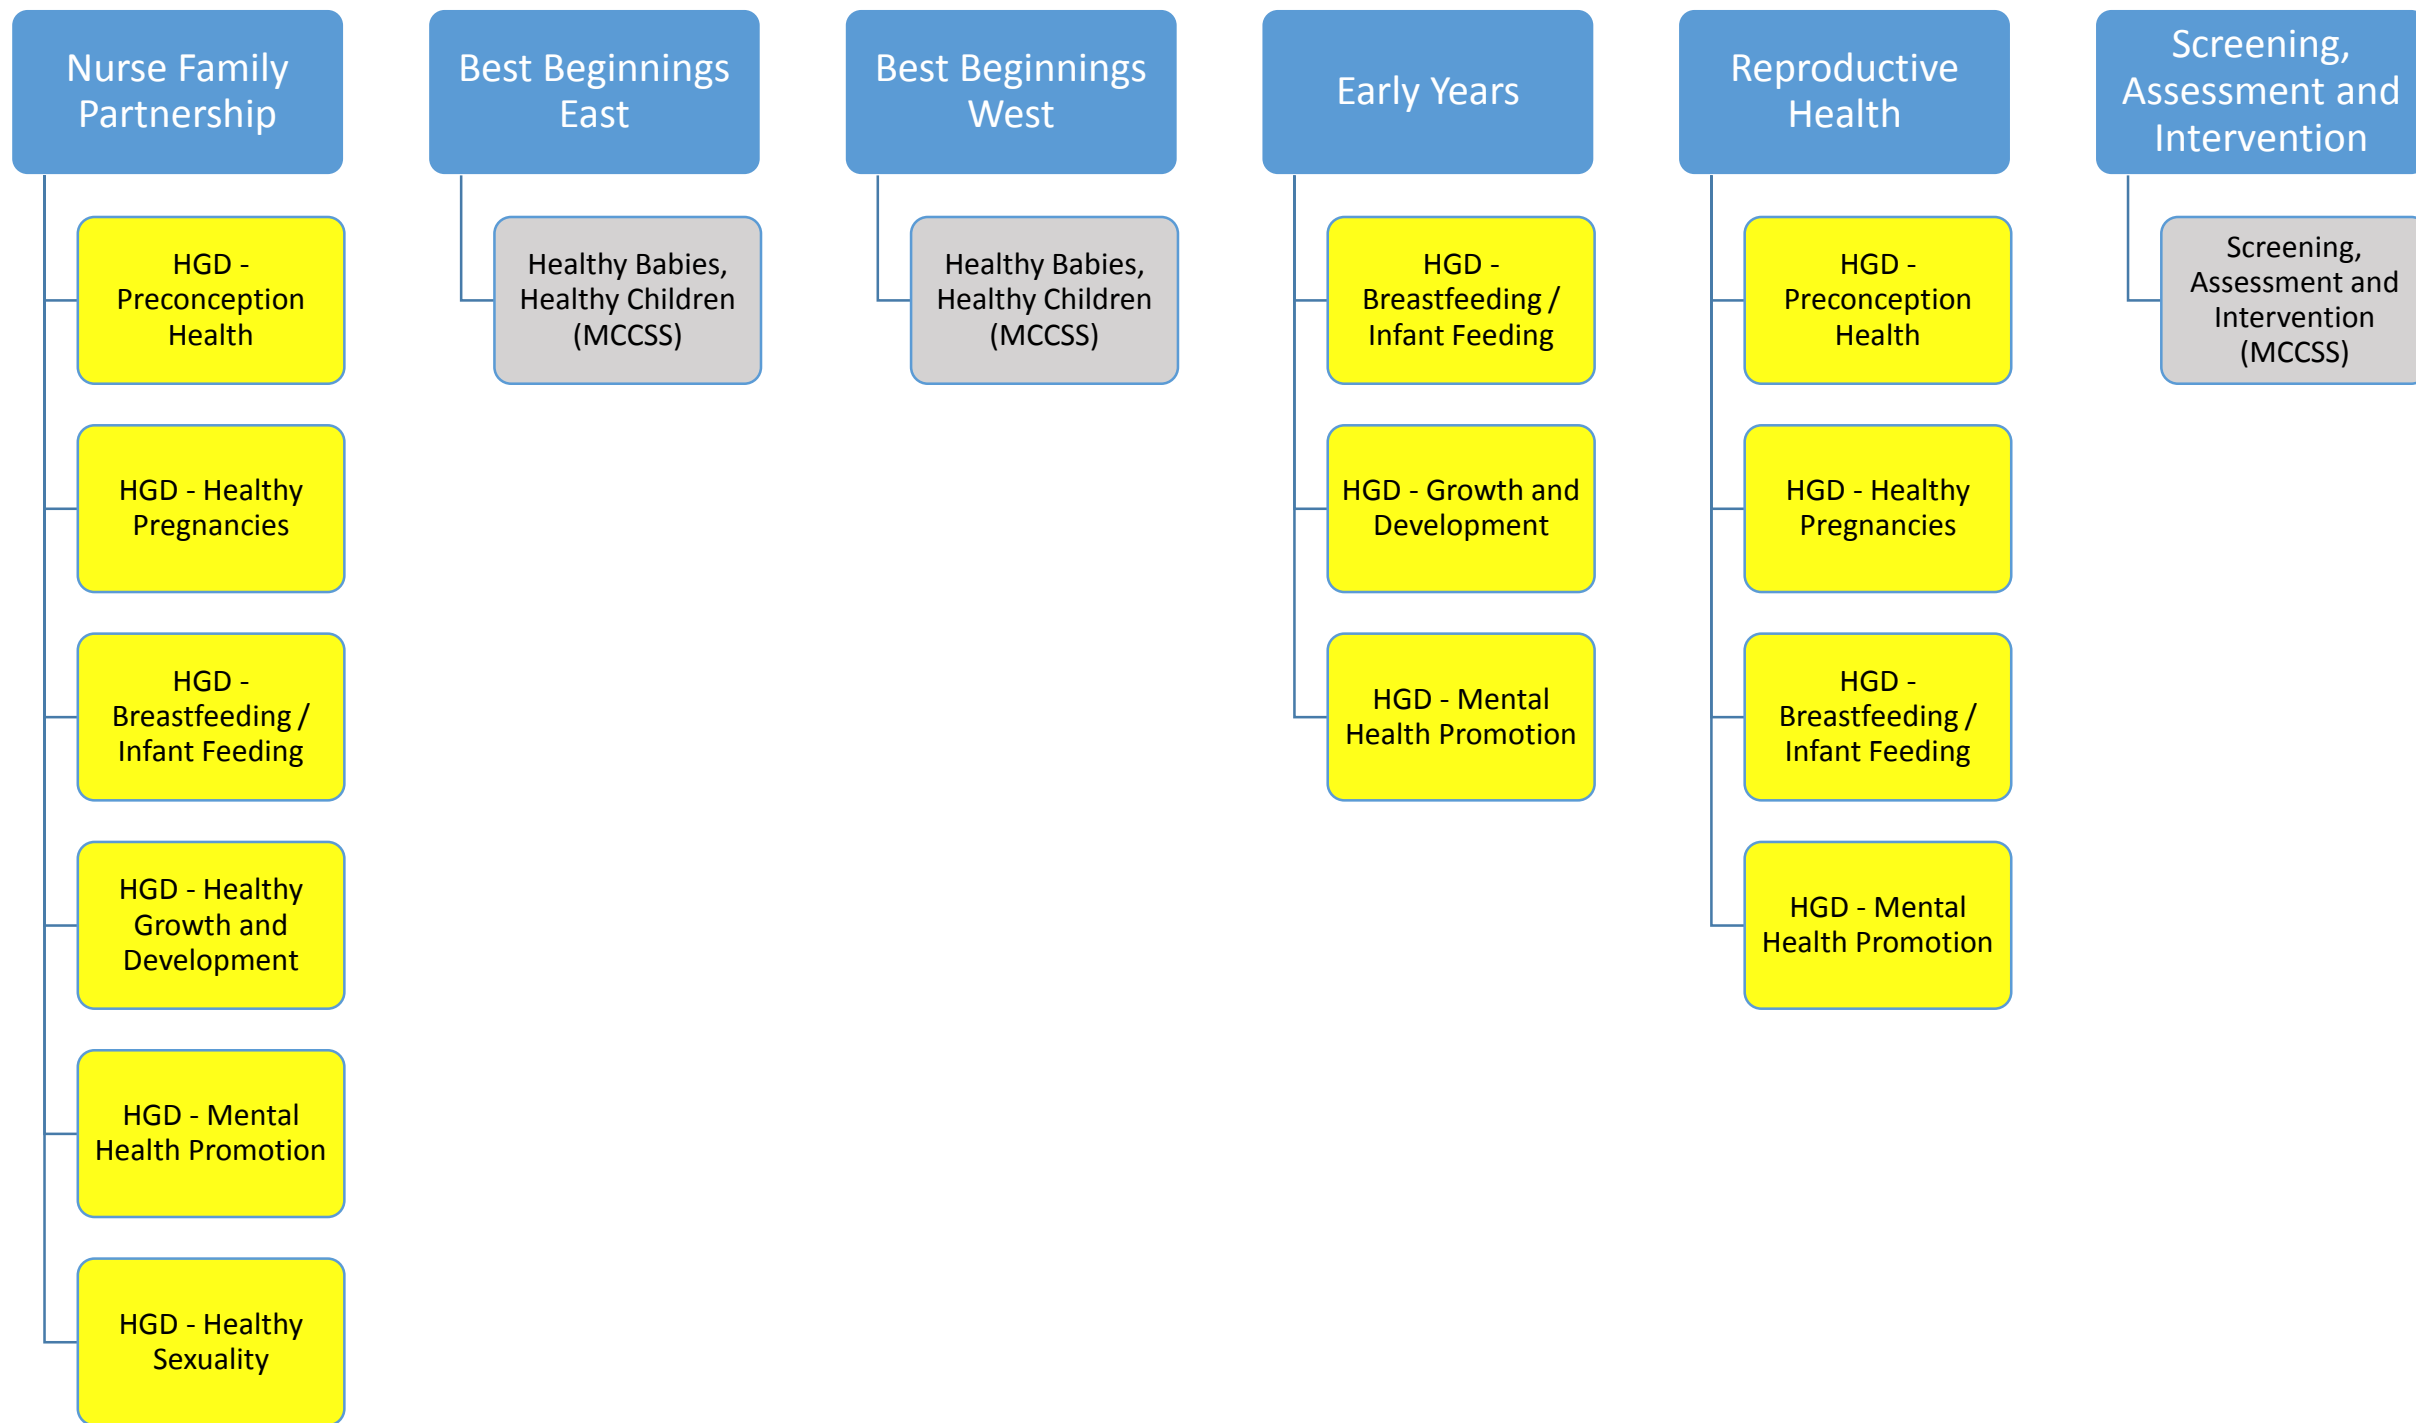 Nurse Family
Partnership
HGD -
Preconception
Health
HGD - Healthy
Pregnancies
HGD -
Breastfeeding /
Infant Feeding
HGD - Healthy
Growth and
Development
HGD - Mental
Health Promotion
HGD - Healthy
Sexuality
Best Beginnings
East
Healthy Babies,
Healthy Children
(MCCSS)
Best Beginnings
West
Healthy Babies,
Healthy Children
(MCCSS)
Early Years
HGD -
Breastfeeding /
Infant Feeding
HGD - Growth and
Development
HGD - Mental
Health Promotion
Reproductive
Health
HGD -
Preconception
Health
HGD - Healthy
Pregnancies
HGD -
Breastfeeding /
Infant Feeding
HGD - Mental
Health Promotion
Screening,
Assessment and
Intervention
Screening,
Assessment and
Intervention
(MCCSS)